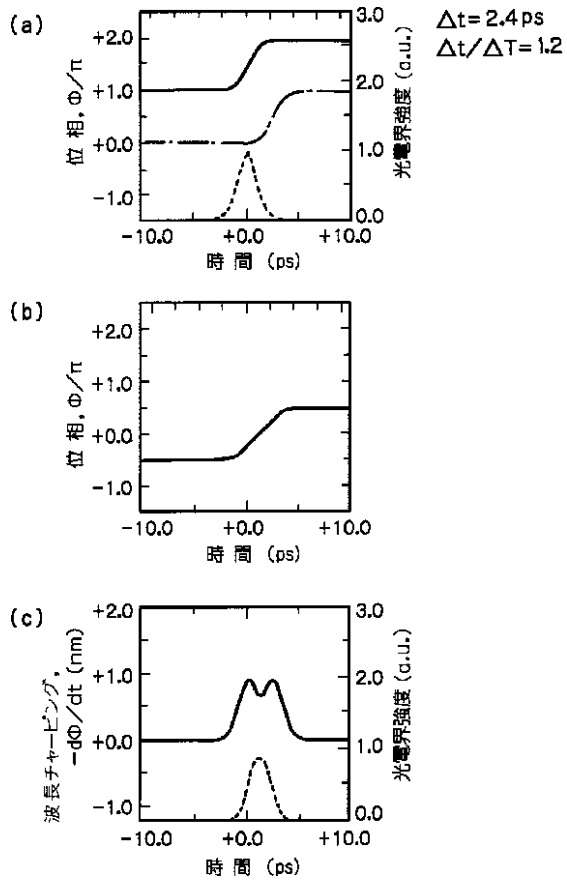 (a)
Δt=2.4ps
Δt/ΔT=1.2
位相,Φ/π
+2.0
+1.0
+0.0
-1.0
3.0
2.0
1.0
0.0
光電界強度(a.u.)
-10.0
+0.0
+10.0
時間 (ps)
(b)
位相,Φ/π
+2.0
+1.0
+0.0
-1.0
-10.0
+0.0
+10.0
時間 (ps)
(c)
波長チャーピング,
-dΦ/dt (nm)
+2.0
+1.0
+0.0
-1.0
3.0
2.0
1.0
0.0
光電界強度(a.u.)
-10.0
+0.0
+10.0
時間 (ps)